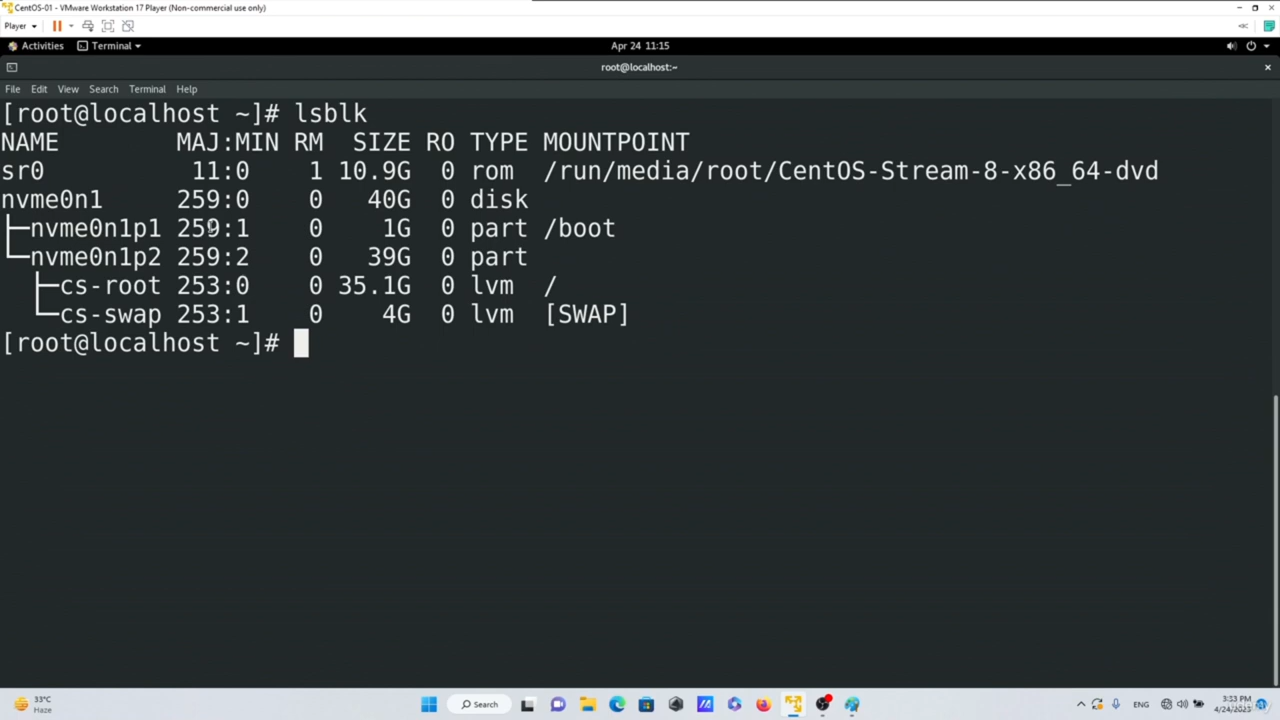 CentOS-01 - VMware Workstation 17 Player (Non-commercial use only)
Player
Activities Terminal Apr 24 11:15
root@localhost:~
File Edit View Search Terminal Help
[root@localhost ~]# lsblk
NAME MAJ:MIN RM SIZE RO TYPE MOUNTPOINT
sr0 11:0 1 10.9G 0 rom /run/media/root/CentOS-Stream-8-x86_64-dvd
nvme0n1 259:0 0 40G 0 disk
├─nvme0n1p1 259:1 0 1G 0 part /boot
└─nvme0n1p2 259:2 0 39G 0 part
├─cs-root 253:0 0 35.1G 0 lvm /
└─cs-swap 253:1 0 4G 0 lvm [SWAP]
[root@localhost ~]#
33°C
Haze
Search
ENG
3:53 PM
4/24/2023